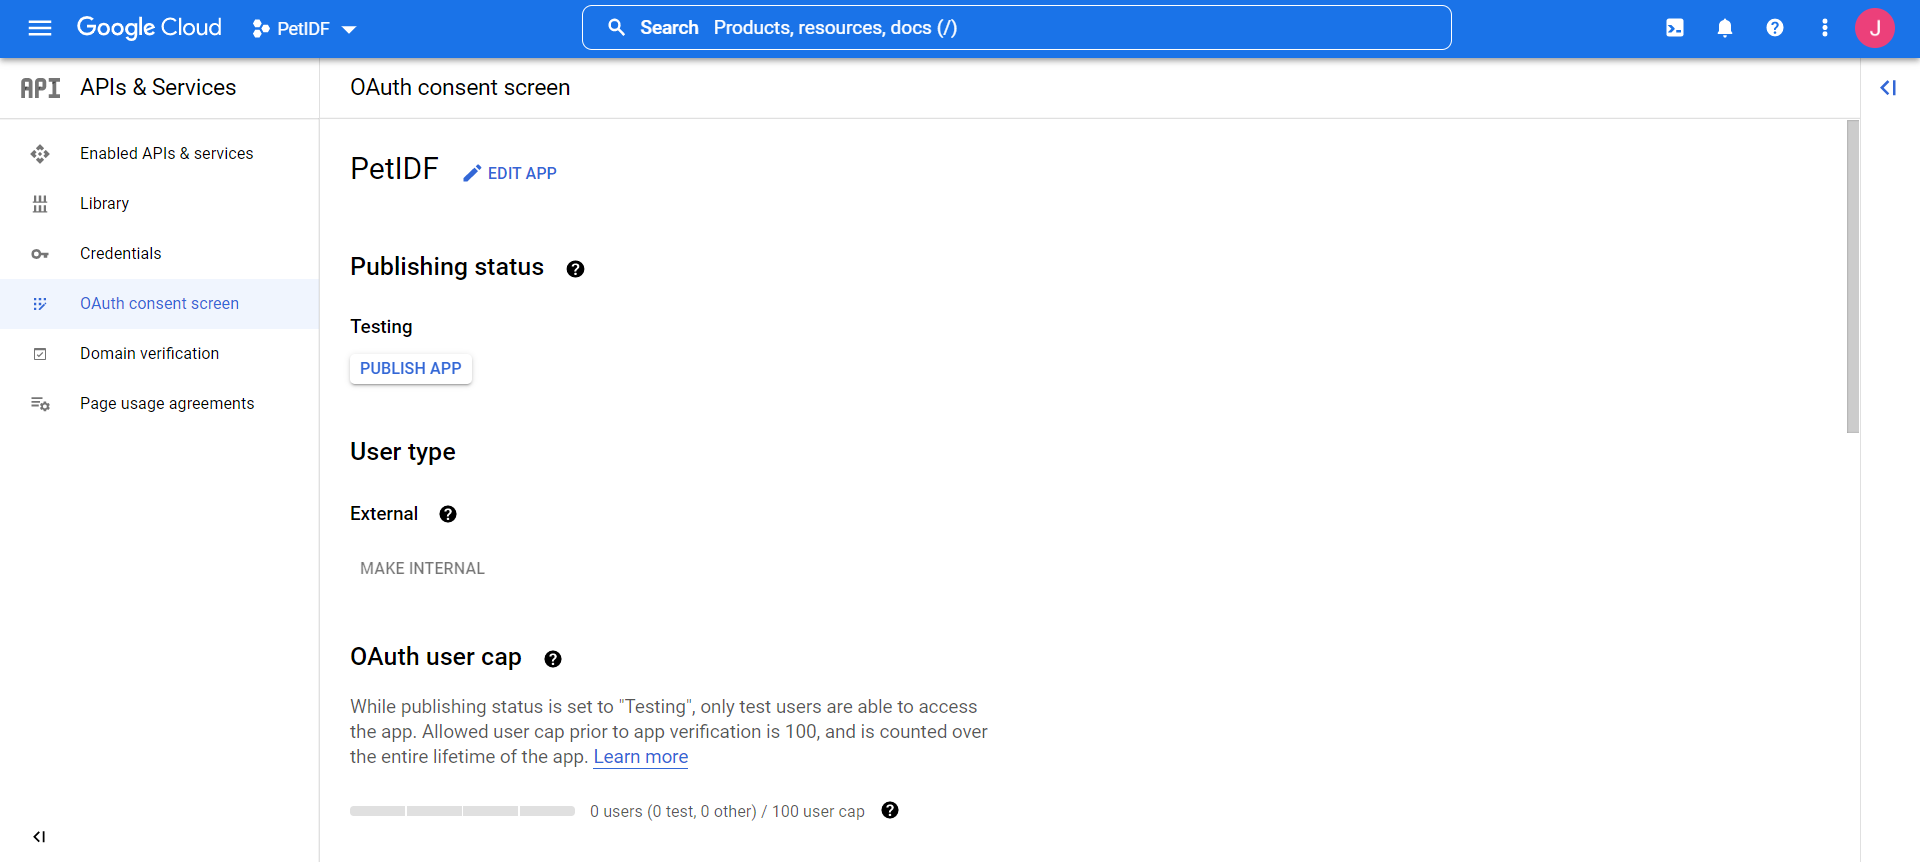 Google Cloud
PetIDF
Search Products, resources, docs (/)
J
API APIs & Services
OAuth consent screen
Enabled APIs & services
Library
Credentials
OAuth consent screen
Domain verification
Page usage agreements
PetIDF
EDIT APP
Publishing status
Testing
PUBLISH APP
User type
External
MAKE INTERNAL
OAuth user cap
While publishing status is set to "Testing", only test users are able to access
the app. Allowed user cap prior to app verification is 100, and is counted over
the entire lifetime of the app. Learn more
0 users (0 test, 0 other) / 100 user cap